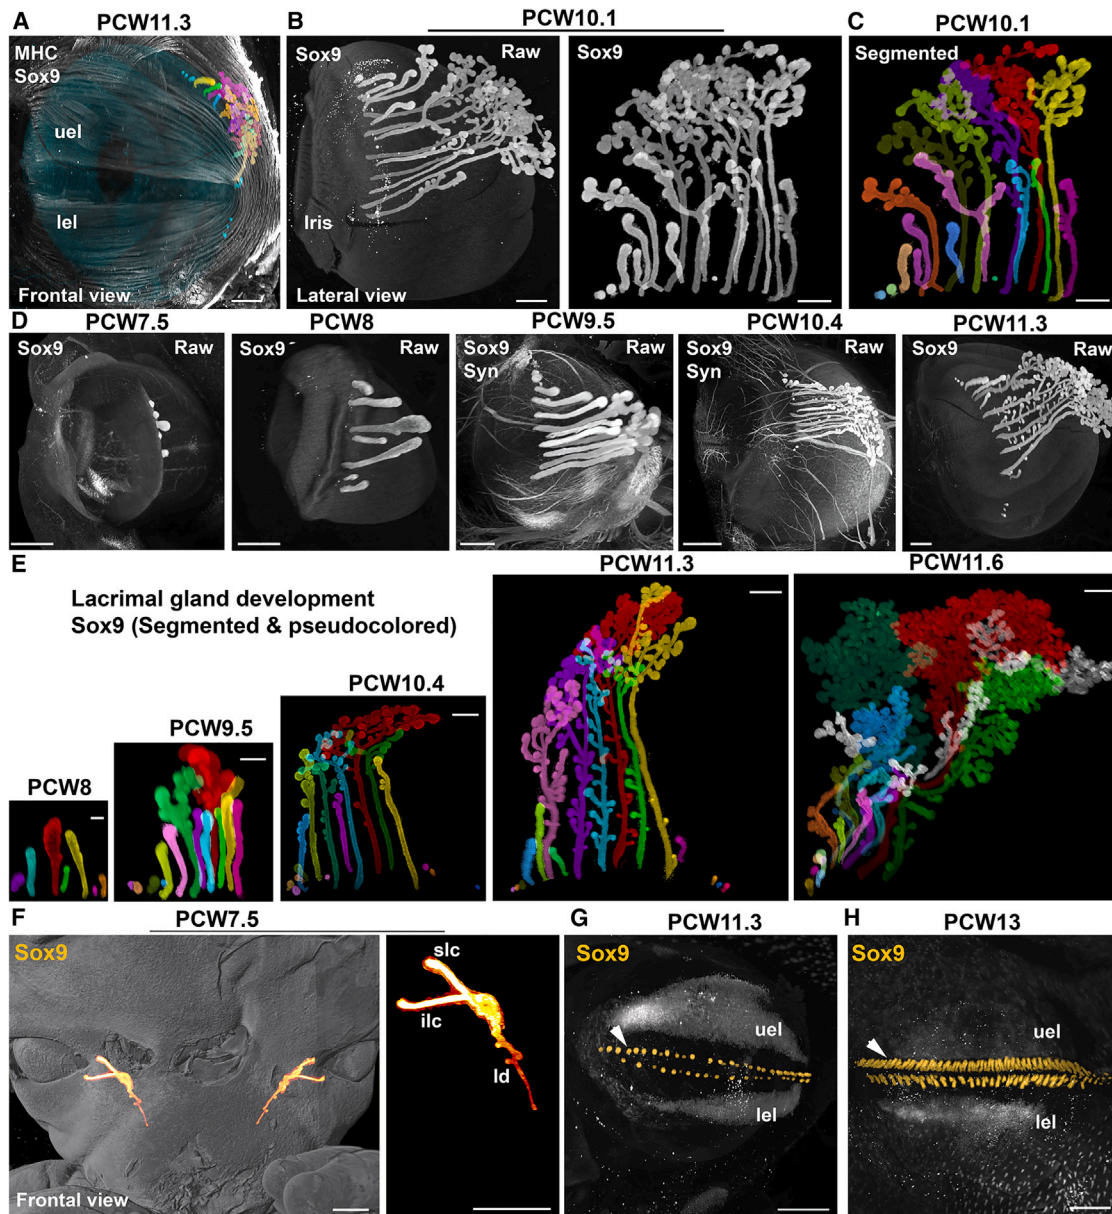 A
PCW11.3
MHC
Sox9
uel
lel
Frontal view
B
PCW10.1
Sox9
Raw
Iris
Lateral view
Sox9
C
PCW10.1
Segmented
D
PCW7.5
Sox9
Raw
PCW8
Sox9
Raw
PCW9.5
Sox9
Syn
Raw
PCW10.4
Sox9
Syn
Raw
PCW11.3
Sox9
Raw
E
Lacrimal gland development
Sox9 (Segmented & pseudocolored)
PCW8
PCW9.5
PCW10.4
PCW11.3
PCW11.6
F
PCW7.5
Sox9
Frontal view
slc
ilc
ld
G
PCW11.3
Sox9
uel
lel
H
PCW13
Sox9
uel
lel